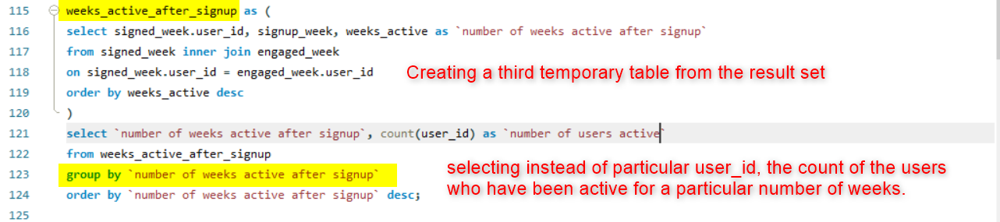 115 weeks_active_after_signup as (
116 select signed_week.user_id, signup_week, weeks_active as `number of weeks active after signup`
117 from signed_week inner join engaged_week
118 on signed_week.user_id = engaged_week.user_id
Creating a third temporary table from the result set
119 order by weeks_active desc
120 )
121 select `number of weeks active after signup`, count(user_id) as `number of users active`
122 from weeks_active_after_signup
123 group by `number of weeks active after signup`
selecting instead of particular user_id, the count of the users
who have been active for a particular number of weeks.
124 order by `number of weeks active after signup` desc;
125